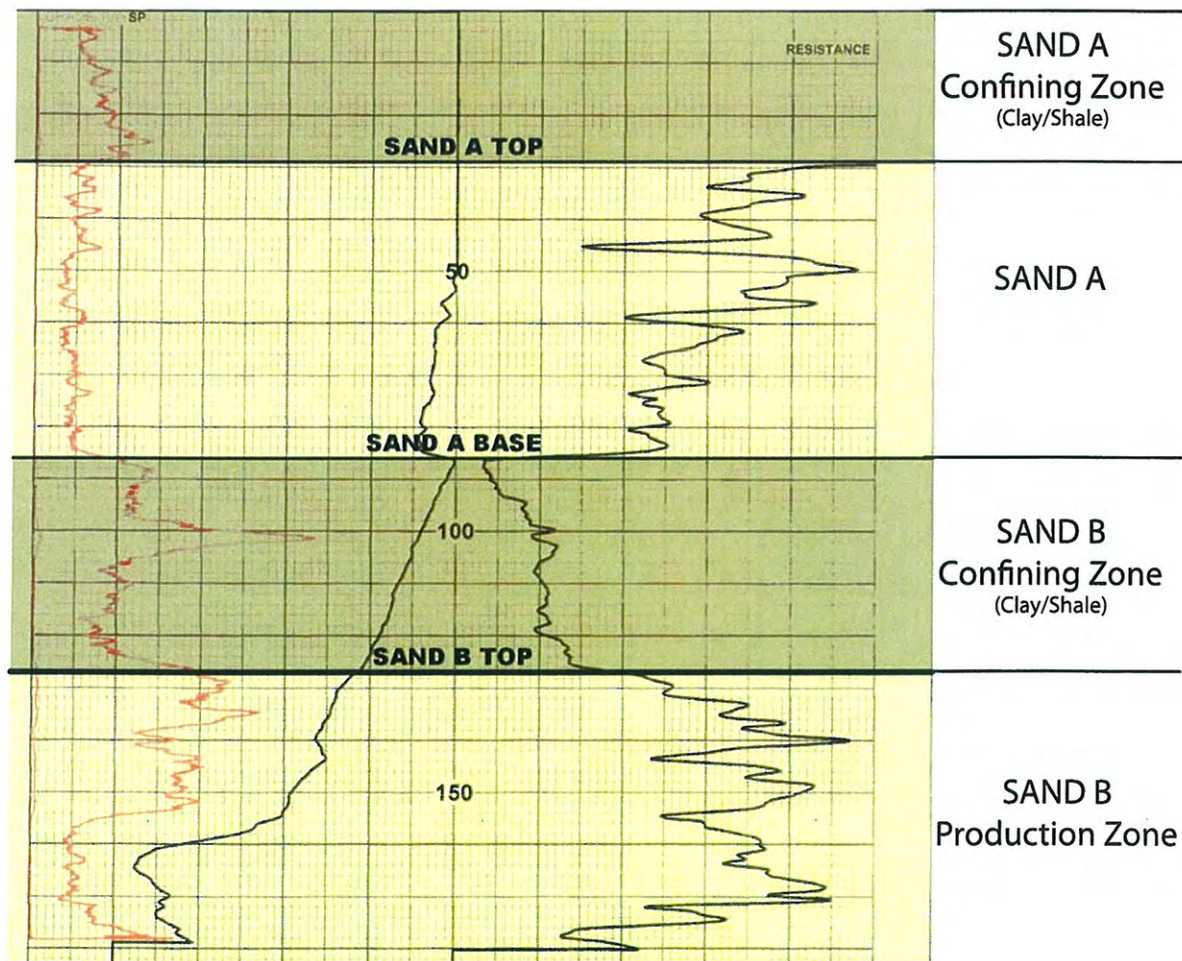 SP
RESISTANCE
SAND A
Confining Zone
(Clay/Shale)
SAND A TOP
50
SAND A
SAND A BASE
100
SAND B
Confining Zone
(Clay/Shale)
SAND B TOP
150
SAND B
Production Zone